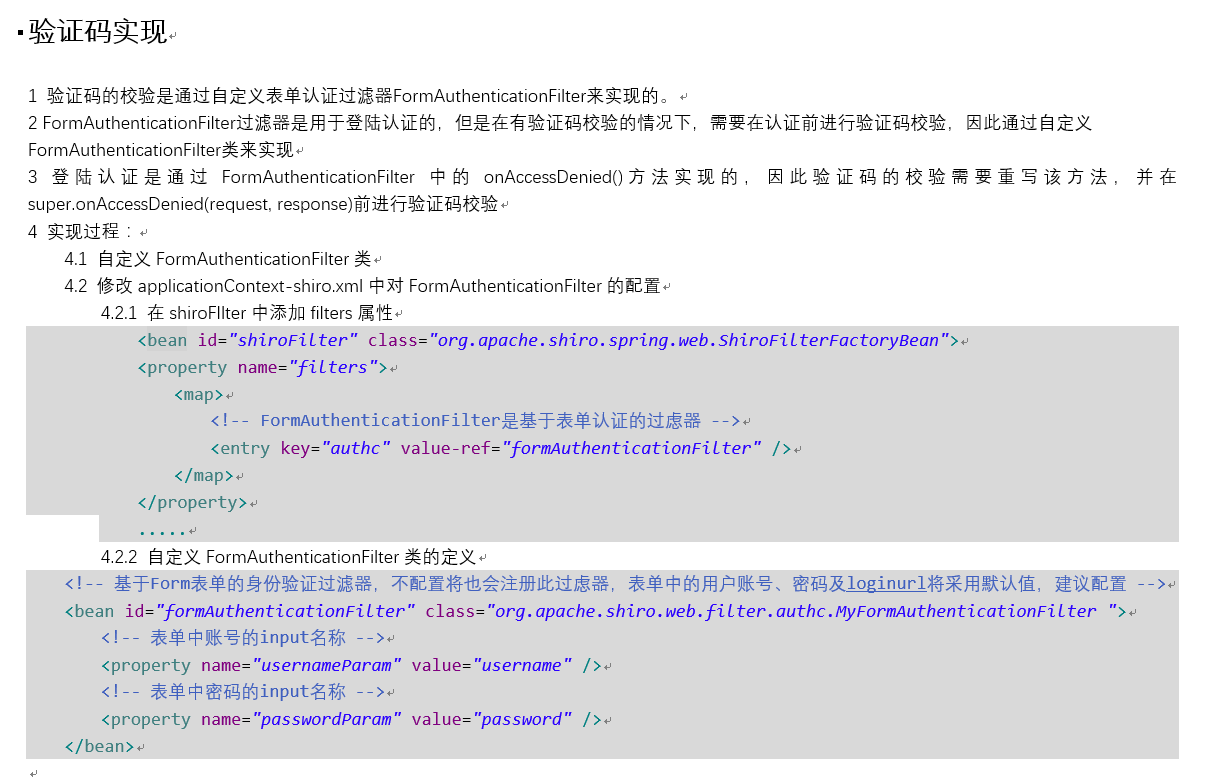 验证码实现
1 验证码的校验是通过自定义表单认证过滤器FormAuthenticationFilter来实现的。
2 FormAuthenticationFilter过滤器是用于登陆认证的，但是在有验证码校验的情况下，需要在认证前进行验证码校验，因此通过自定义
FormAuthenticationFilter类来实现
3 登陆认证是通过 FormAuthenticationFilter 中的 onAccessDenied()方法实现的，因此验证码的校验需要重写该方法，并在
super.onAccessDenied(request, response)前进行验证码校验
4 实现过程：
4.1 自定义 FormAuthenticationFilter 类
4.2 修改 applicationContext-shiro.xml 中对 FormAuthenticationFilter 的配置
4.2.1 在 shiroFIlter 中添加 filters 属性
<bean id="shiroFilter" class="org.apache.shiro.spring.web.ShiroFilterFactoryBean">
<property name="filters">
<map>
<!-- FormAuthenticationFilter是基于表单认证的过虑器 -->
<entry key="authc" value-ref="formAuthenticationFilter" />
</map>
</property>
.....
4.2.2 自定义 FormAuthenticationFilter 类的定义
<!-- 基于Form表单的身份验证过滤器，不配置将也会注册此过虑器，表单中的用户账号、密码及loginurl将采用默认值，建议配置 -->
<bean id="formAuthenticationFilter" class="org.apache.shiro.web.filter.authc.MyFormAuthenticationFilter ">
<!-- 表单中账号的input名称 -->
<property name="usernameParam" value="username" />
<!-- 表单中密码的input名称 -->
<property name="passwordParam" value="password" />
</bean>